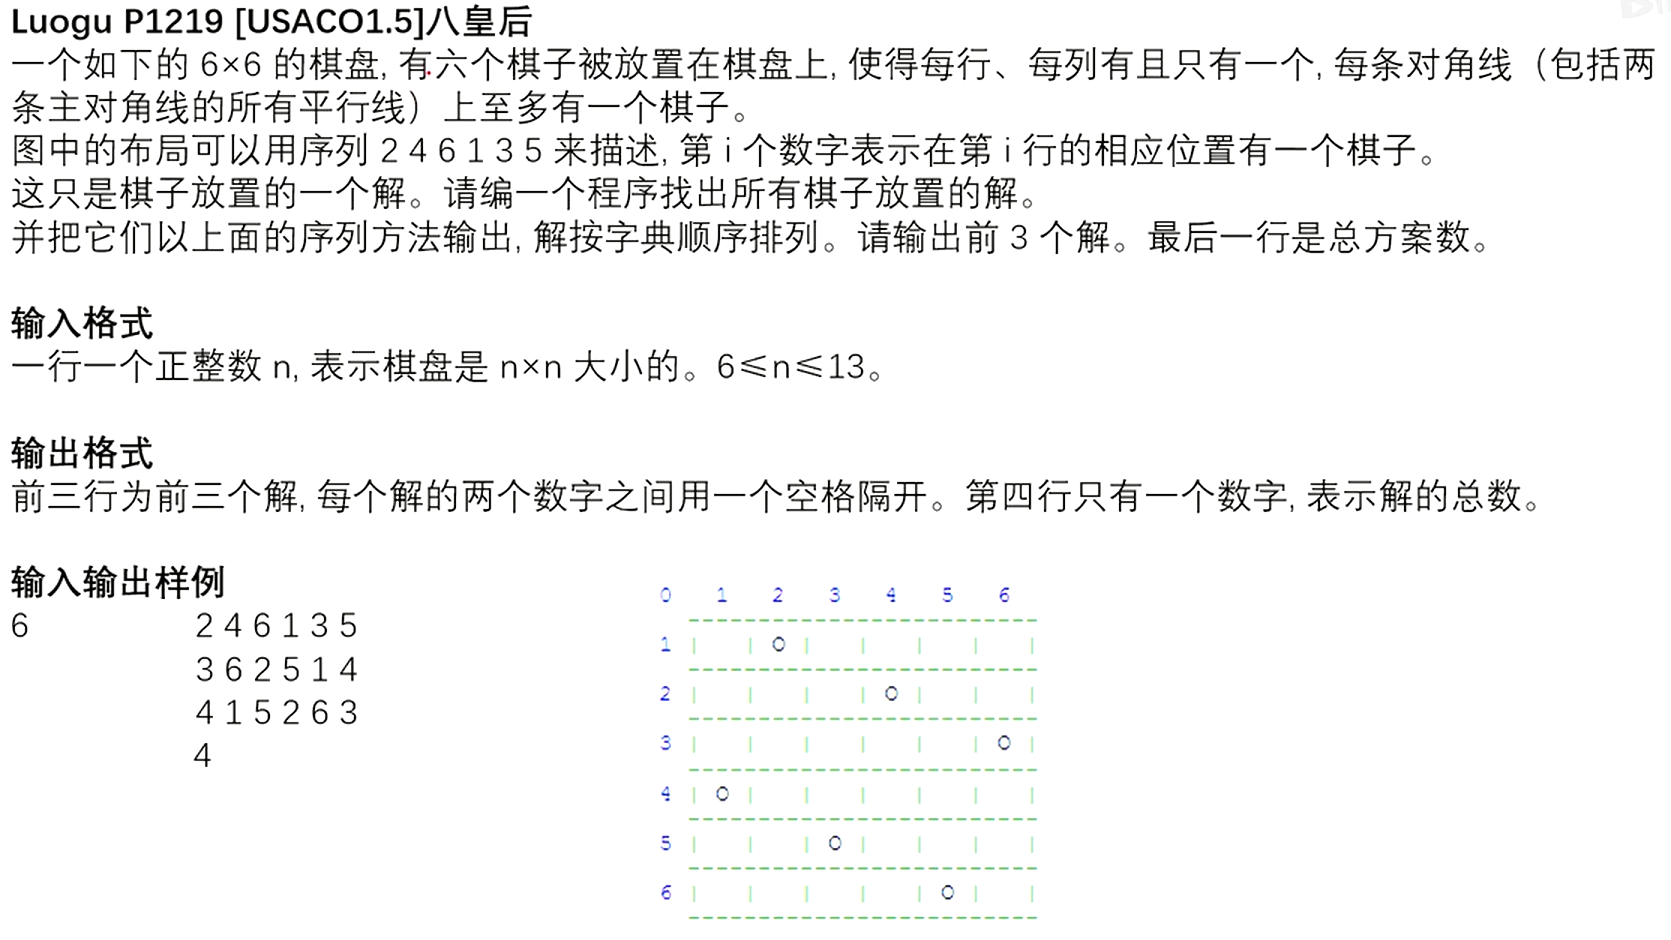 Luogu P1219 [USACO1.5]八皇后
一个如下的 6×6 的棋盘, 有六个棋子被放置在棋盘上, 使得每行、每列有且只有一个, 每条对角线（包括两
条主对角线的所有平行线）上至多有一个棋子。
图中的布局可以用序列 2 4 6 1 3 5 来描述, 第 i 个数字表示在第 i 行的相应位置有一个棋子。
这只是棋子放置的一个解。请编一个程序找出所有棋子放置的解。
并把它们以上面的序列方法输出, 解按字典顺序排列。请输出前 3 个解。最后一行是总方案数。
输入格式
一行一个正整数 n, 表示棋盘是 n×n 大小的。6≤n≤13。
输出格式
前三行为前三个解, 每个解的两个数字之间用一个空格隔开。第四行只有一个数字, 表示解的总数。
输入输出样例
6 2 4 6 1 3 5
3 6 2 5 1 4
4 1 5 2 6 3
4
0 1 2 3 4 5 6
-------------------------
1 | | O | | | | |
-------------------------
2 | | | | O | | |
-------------------------
3 | | | | | | O |
-------------------------
4 | O | | | | | |
-------------------------
5 | | | O | | | |
-------------------------
6 | | | | | O | |
-------------------------